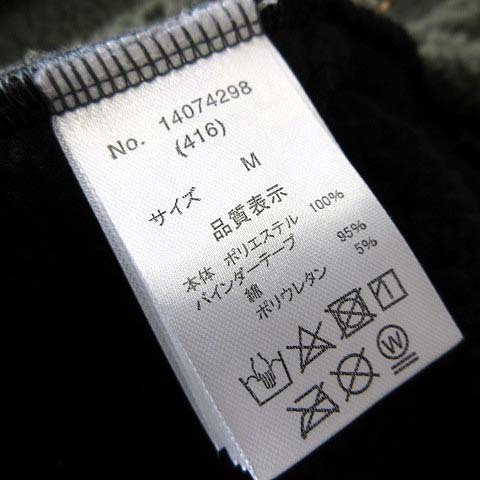 No. 14074298
(416)
サイズ M
品質表示
本体 ポリエステル 100%
バインダーテープ
綿 95%
ポリウレタン 5%
W